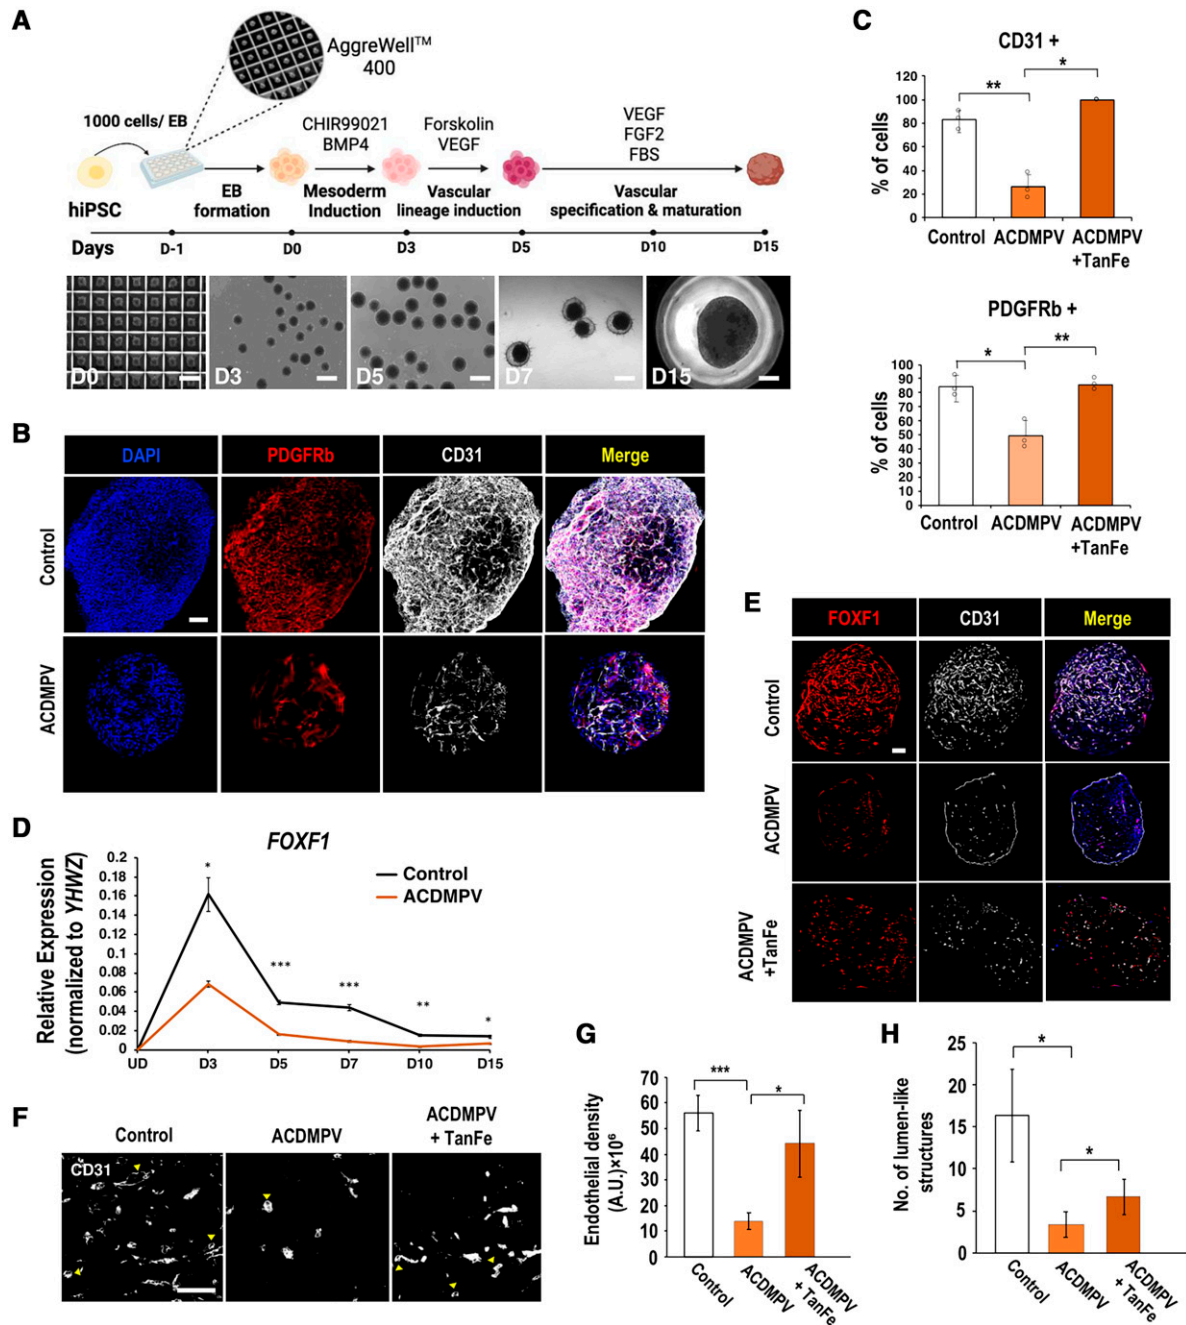 A
AggreWell™
400
1000 cells/ EB
CHIR99021
BMP4
Forskolin
VEGF
VEGF
FGF2
FBS
hiPSC
EB
formation
Mesoderm
Induction
Vascular
lineage induction
Vascular
specification & maturation
Days
D-1
D0
D3
D5
D10
D15
D0
D3
D5
D7
D15
B
DAPI
PDGFRb
CD31
Merge
Control
ACDMPV
C
CD31 +
% of cells
120
100
80
60
40
20
0
**
*
Control
ACDMPV
ACDMPV
+TanFe
PDGFRb +
% of cells
100
90
80
70
60
50
40
30
20
10
0
*
**
Control
ACDMPV
ACDMPV
+TanFe
D
FOXF1
Relative Expression
(normalized to YHWZ)
0.2
0.18
0.16
0.14
0.12
0.1
0.08
0.06
0.04
0.02
0
*
***
***
**
*
Control
ACDMPV
UD
D3
D5
D7
D10
D15
E
FOXF1
CD31
Merge
Control
ACDMPV
ACDMPV
+TanFe
F
Control
ACDMPV
ACDMPV
+ TanFe
CD31
G
Endothelial density
(A.U.)×10⁶
70
60
50
40
30
20
10
0
***
*
Control
ACDMPV
ACDMPV
+ TanFe
H
No. of lumen-like
structures
25
20
15
10
5
0
*
*
Control
ACDMPV
ACDMPV
+ TanFe